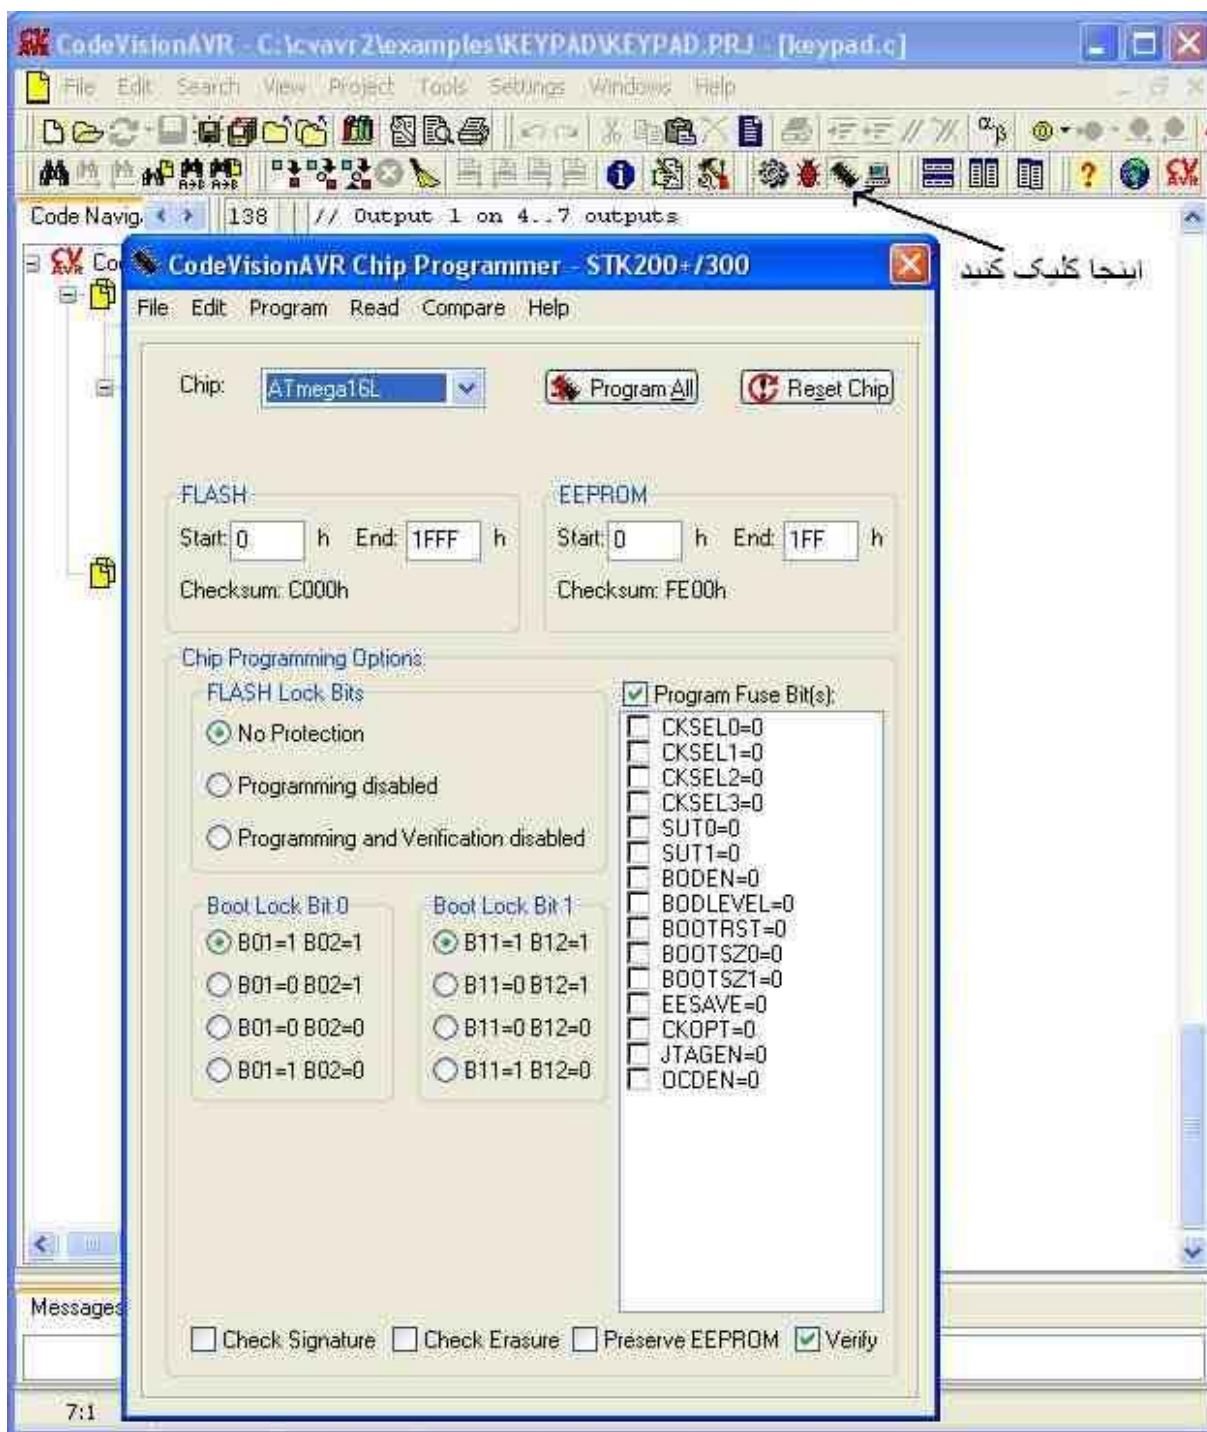 CodeVisionAVR - C:\cvavr2\examples\KEYPAD\KEYPAD.PRJ - [keypad.c]
File Edit Search View Project Tools Settings Windows Help
Code Navig 138 // Output 1 on 4..7 outputs
اینجا کلیک کنید
Co
CodeVisionAVR Chip Programmer - STK200+/300
File Edit Program Read Compare Help
Chip: ATmega16L Program All Reset Chip
FLASH EEPROM
Start: 0 h End: 1FFF h Start: 0 h End: 1FF h
Checksum: C000h Checksum: FE00h
Chip Programming Options
FLASH Lock Bits
No Protection
Programming disabled
Programming and Verification disabled
Boot Lock Bit 0
B01=1 B02=1
B01=0 B02=1
B01=0 B02=0
B01=1 B02=0
Boot Lock Bit 1
B11=1 B12=1
B11=0 B12=1
B11=0 B12=0
B11=1 B12=0
Program Fuse Bit(s):
CKSEL0=0
CKSEL1=0
CKSEL2=0
CKSEL3=0
SUT0=0
SUT1=0
BODEN=0
BODLEVEL=0
BOOTRST=0
BOOTSZ0=0
BOOTSZ1=0
EESAVE=0
CKOPT=0
JTAGEN=0
OCDEN=0
Check Signature Check Erasure Preserve EEPROM Verify
Messages
7:1